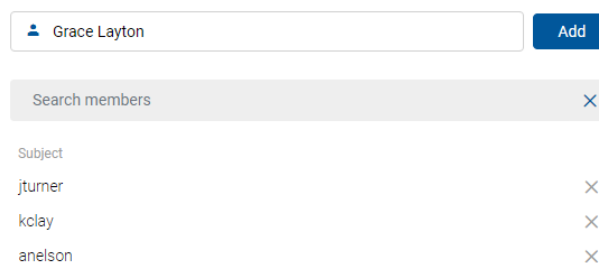 Grace Layton
Add
Search members
Subject
jturner
kclay
anelson